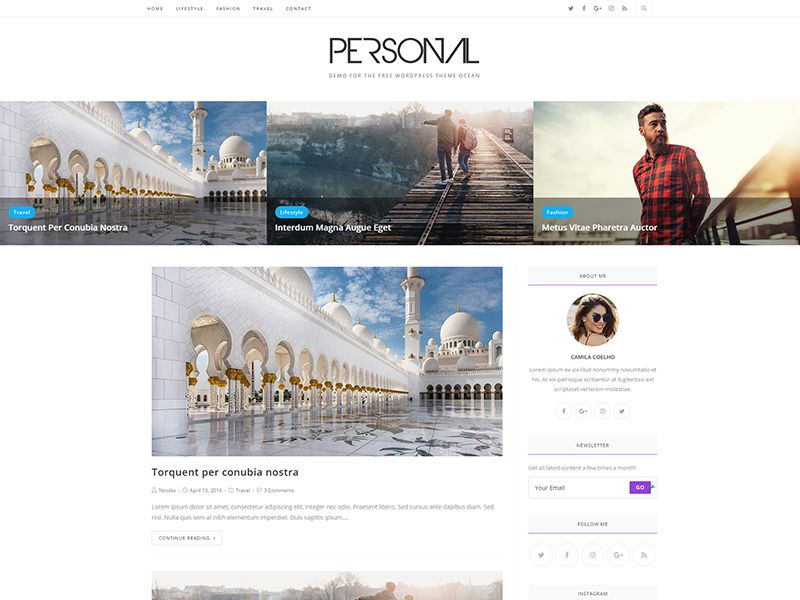 HOME LIFESTYLE FASHION TRAVEL CONTACT
PERSONAL
DEMO FOR THE FREE WORDPRESS THEME OCEAN
Travel
Torquent Per Conubia Nostra
Lifestyle
Interdum Magna Augue Eget
Fashion
Metus Vitae Pharetra Auctor
Torquent per conubia nostra
Nicolas - April 15, 2016 - Travel - 3 Comments
Lorem ipsum dolor sit amet, consectetur adipiscing elit. Integer nec odio. Praesent libero. Sed cursus ante dapibus diam. Sed
nisi. Nulla quis sem at nibh elementum imperdiet. Duis sagittis ipsum....
CONTINUE READING >
ABOUT ME
CAMILA COELHO
Lorem ipsum ex vix illud nonummy novumtatio et
his. At vix patrioque scribentur at fugitertissi ext
scriptaset verterem molestiae.
NEWSLETTER
Get all latest content a few times a month!
Your Email GO
FOLLOW ME
INSTAGRAM